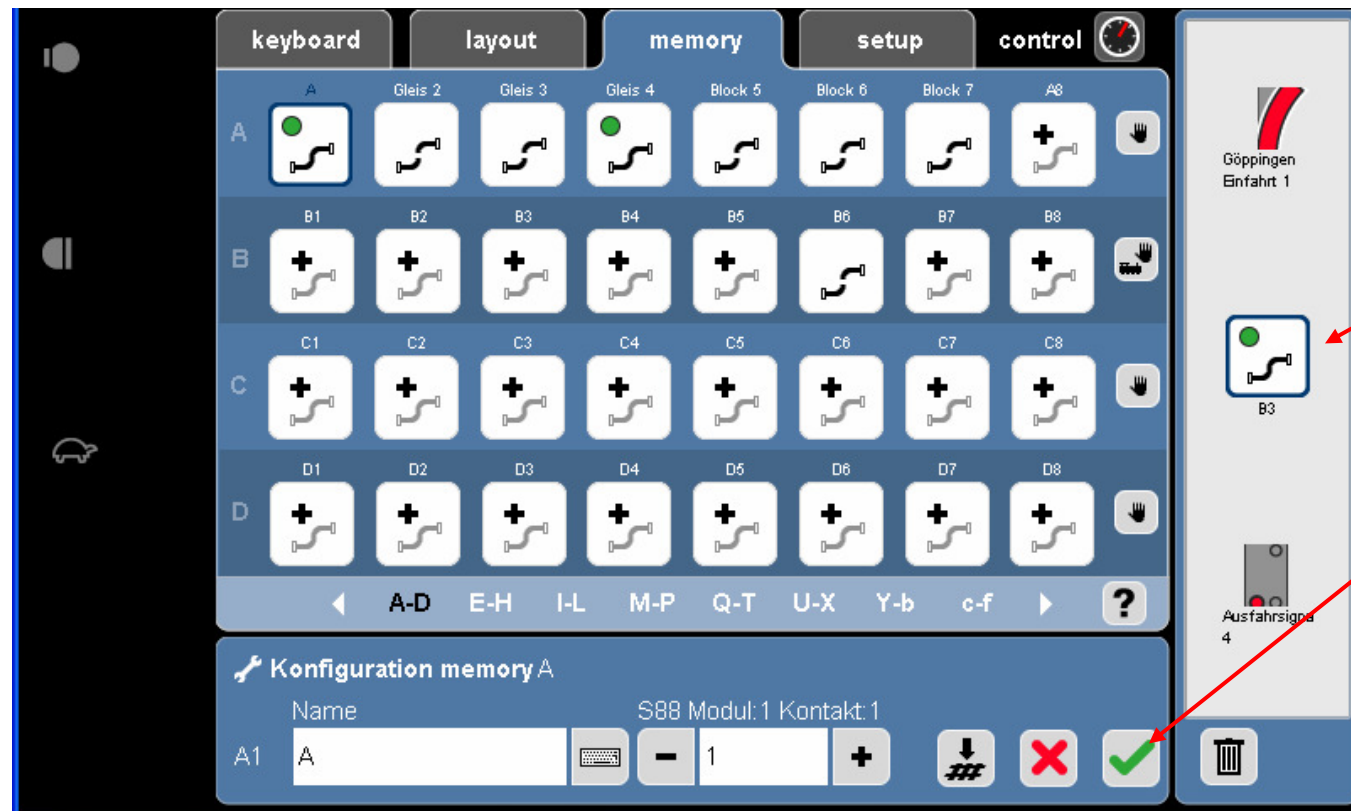 keyboard layout memory setup control
A Gleis 2 Gleis 3 Gleis 4 Block 5 Block 6 Block 7 A8
A
B1 B2 B3 B4 B5 B6 B7 B8
B
C1 C2 C3 C4 C5 C6 C7 C8
C
D1 D2 D3 D4 D5 D6 D7 D8
D
A-D E-H I-L M-P Q-T U-X Y-b c-f ?
Konfiguration memory A
Name S88 Modul:1 Kontakt:1
A1 A 1
Göppingen
Einfahrt 1
B3
Ausfahrsigna
4